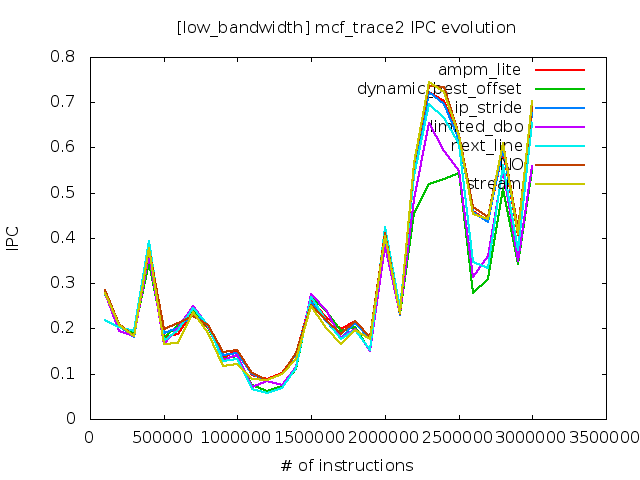 [low_bandwidth] mcf_trace2 IPC evolution
0.8
0.7
0.6
0.5
0.4
0.3
0.2
0.1
0
IPC
ampm_lite
dynamic_best_offset
ip_stride
limited_dbo
next_line
stream
0 500000 1000000 1500000 2000000 2500000 3000000 3500000
# of instructions